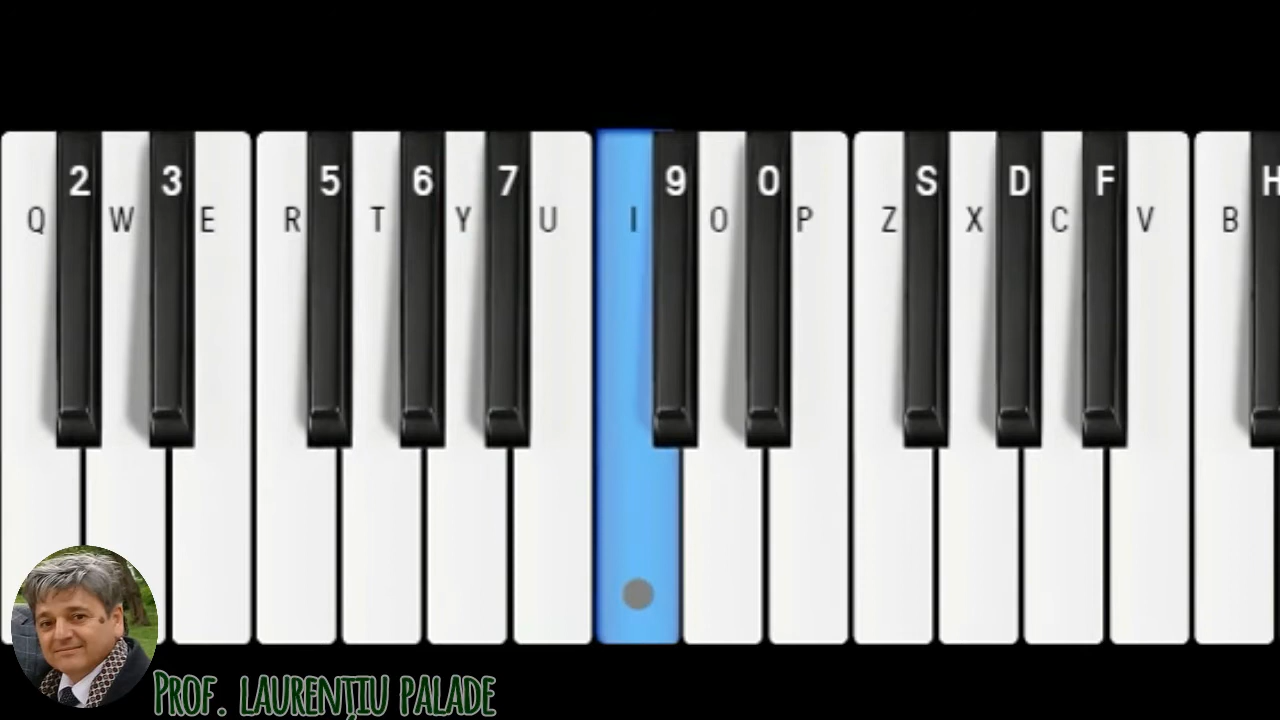 2 3 5 6 7 9 0 S D F H
Q W E R T Y U I O P Z X C V B
Prof. Laurențiu Palade